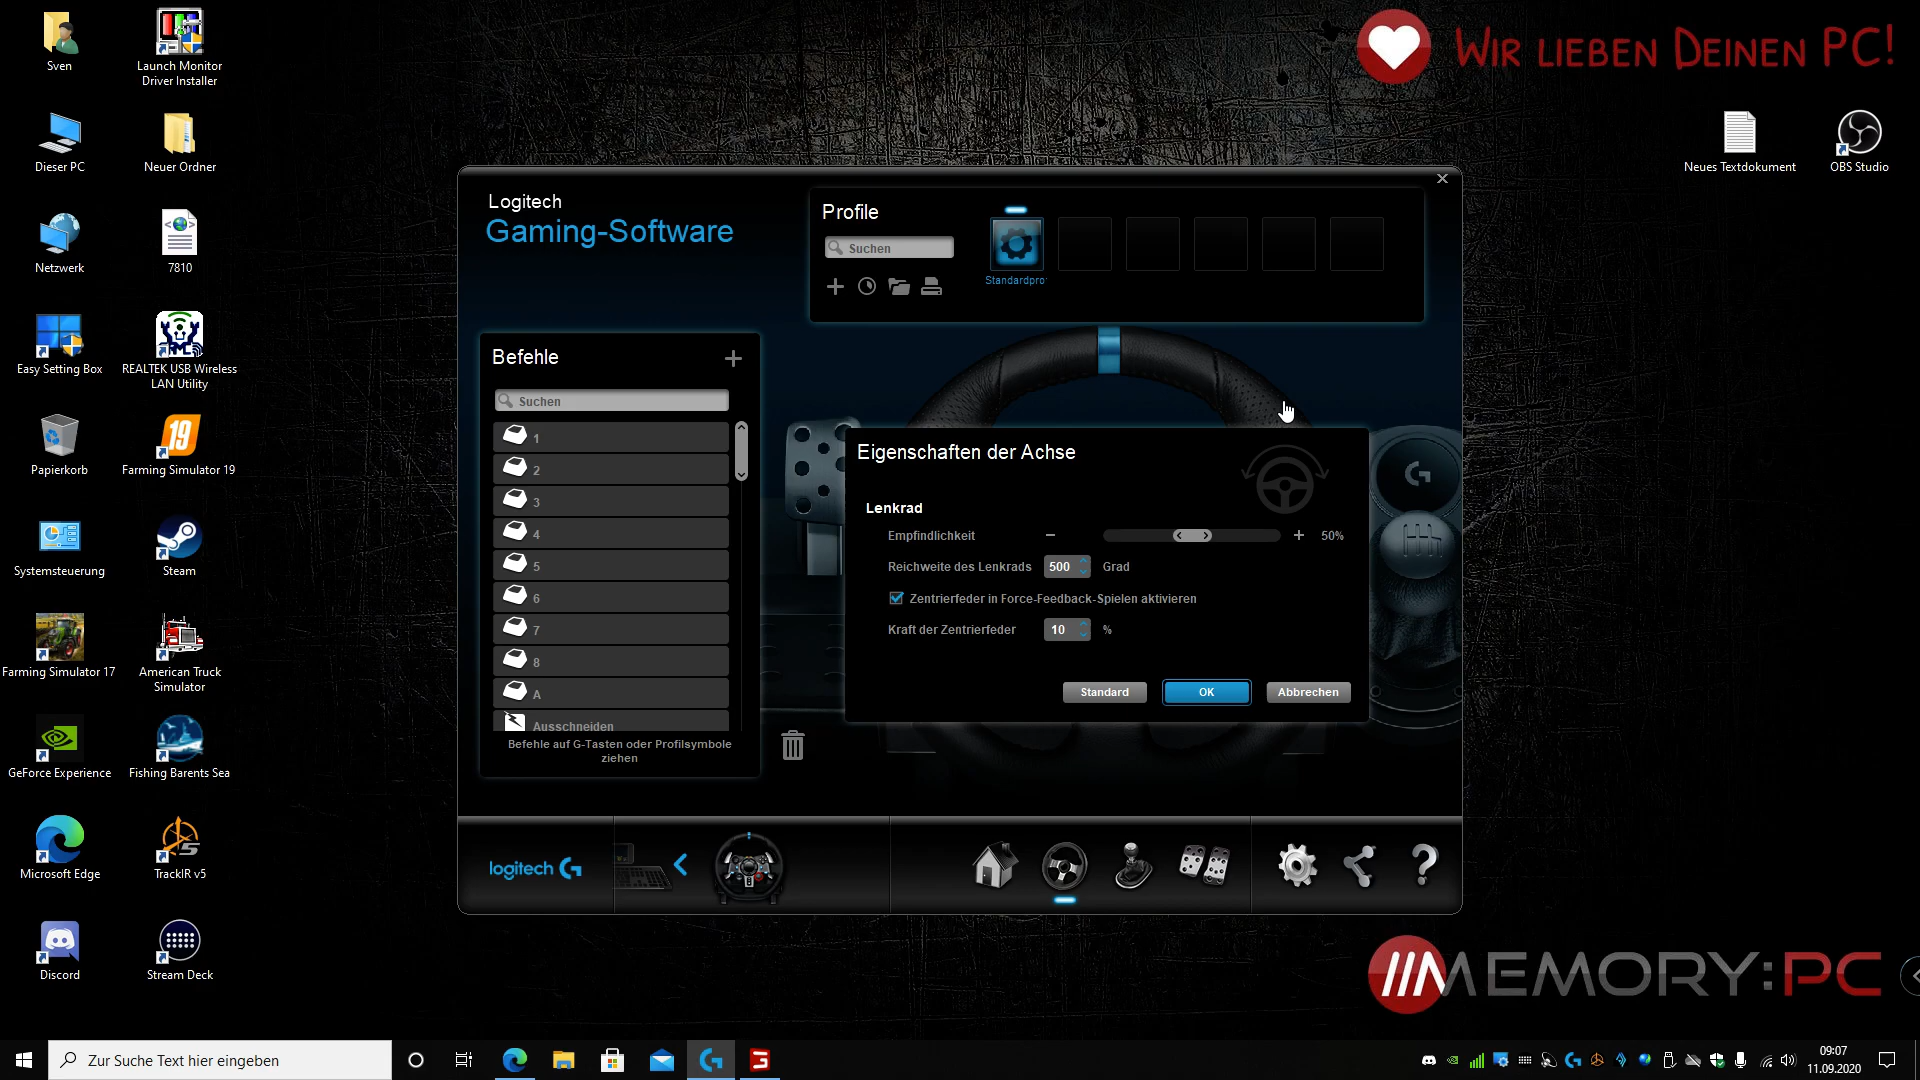 Sven
Launch Monitor
Driver Installer
WIR LIEBEN DEINEN PC!
Dieser PC
Neuer Ordner
Neues Textdokument
OBS Studio
Netzwerk
7810
Easy Setting Box
REALTEK USB Wireless
LAN Utility
Papierkorb
19
Farming Simulator 19
Systemsteuerung
Steam
Farming Simulator 17
American Truck
Simulator
GeForce Experience
Fishing Barents Sea
Microsoft Edge
TrackIR v5
Discord
Stream Deck
Logitech
Gaming-Software
Profile
Suchen
Standardpro
Befehle
Suchen
1
2
3
4
5
6
7
8
A
Ausschneiden
Befehle auf G-Tasten oder Profilsymbole
ziehen
Eigenschaften der Achse
Lenkrad
Empfindlichkeit
50%
Reichweite des Lenkrads 500 Grad
Zentrierfeder in Force-Feedback-Spielen aktivieren
Kraft der Zentrierfeder 10 %
Standard
OK
Abbrechen
logitech G
MEMORY:PC
Zur Suche Text hier eingeben
09:07
11.09.2020